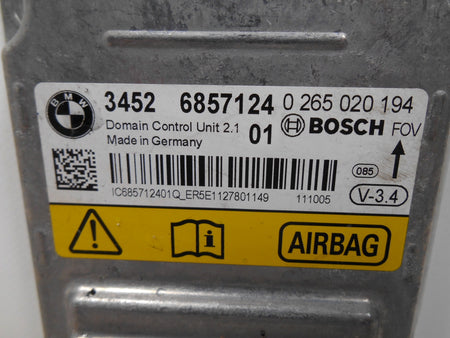 BMW
3452 6857124 0 265 020 194
Domain Control Unit 2.1 01 BOSCH FOV
Made in Germany
085
IC685712401Q_ER5E1127801149 111005
V-3.4
AIRBAG